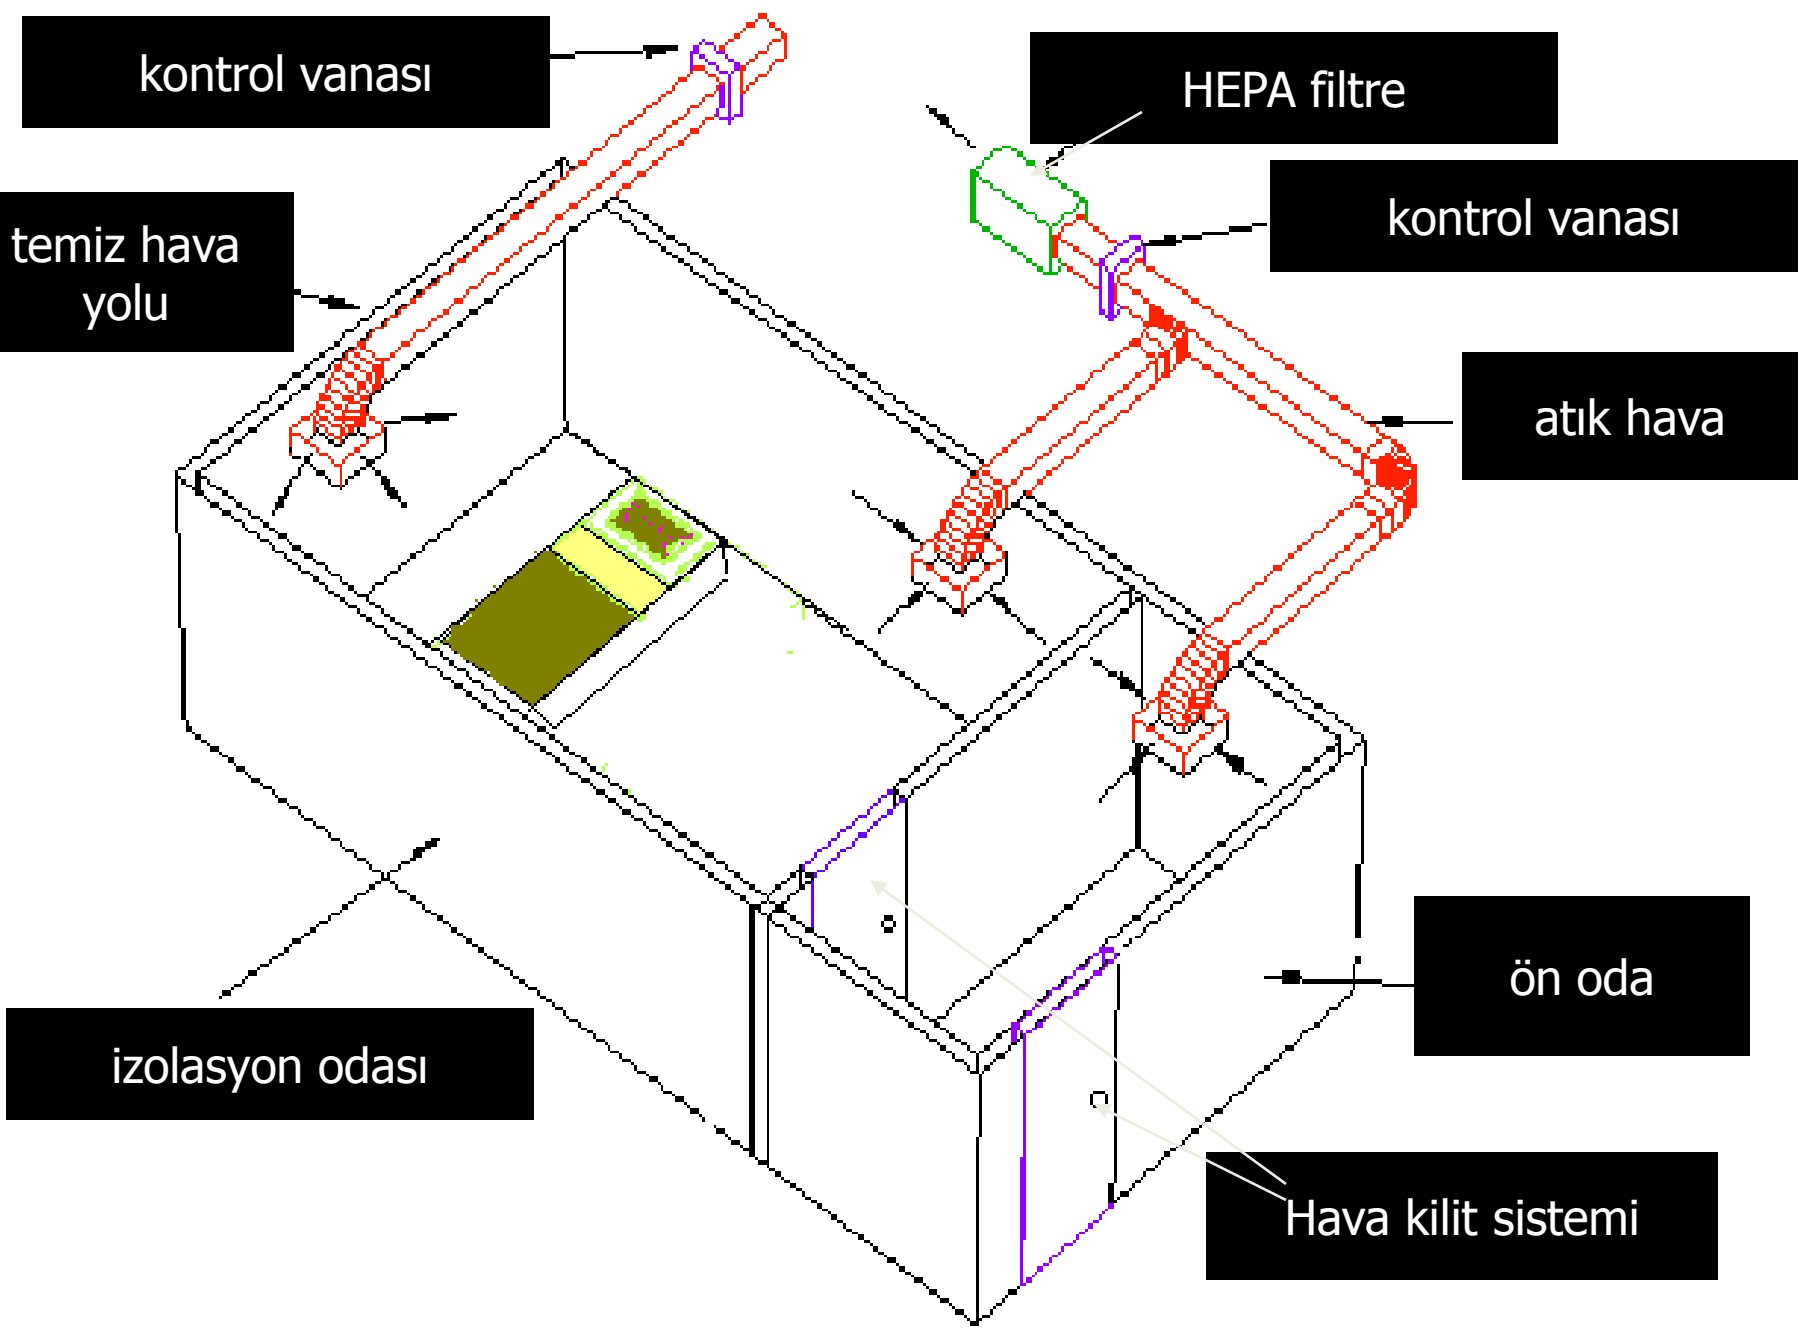 kontrol vanası
HEPA filtre
kontrol vanası
temiz hava
yolu
atık hava
ön oda
izolasyon odası
Hava kilit sistemi